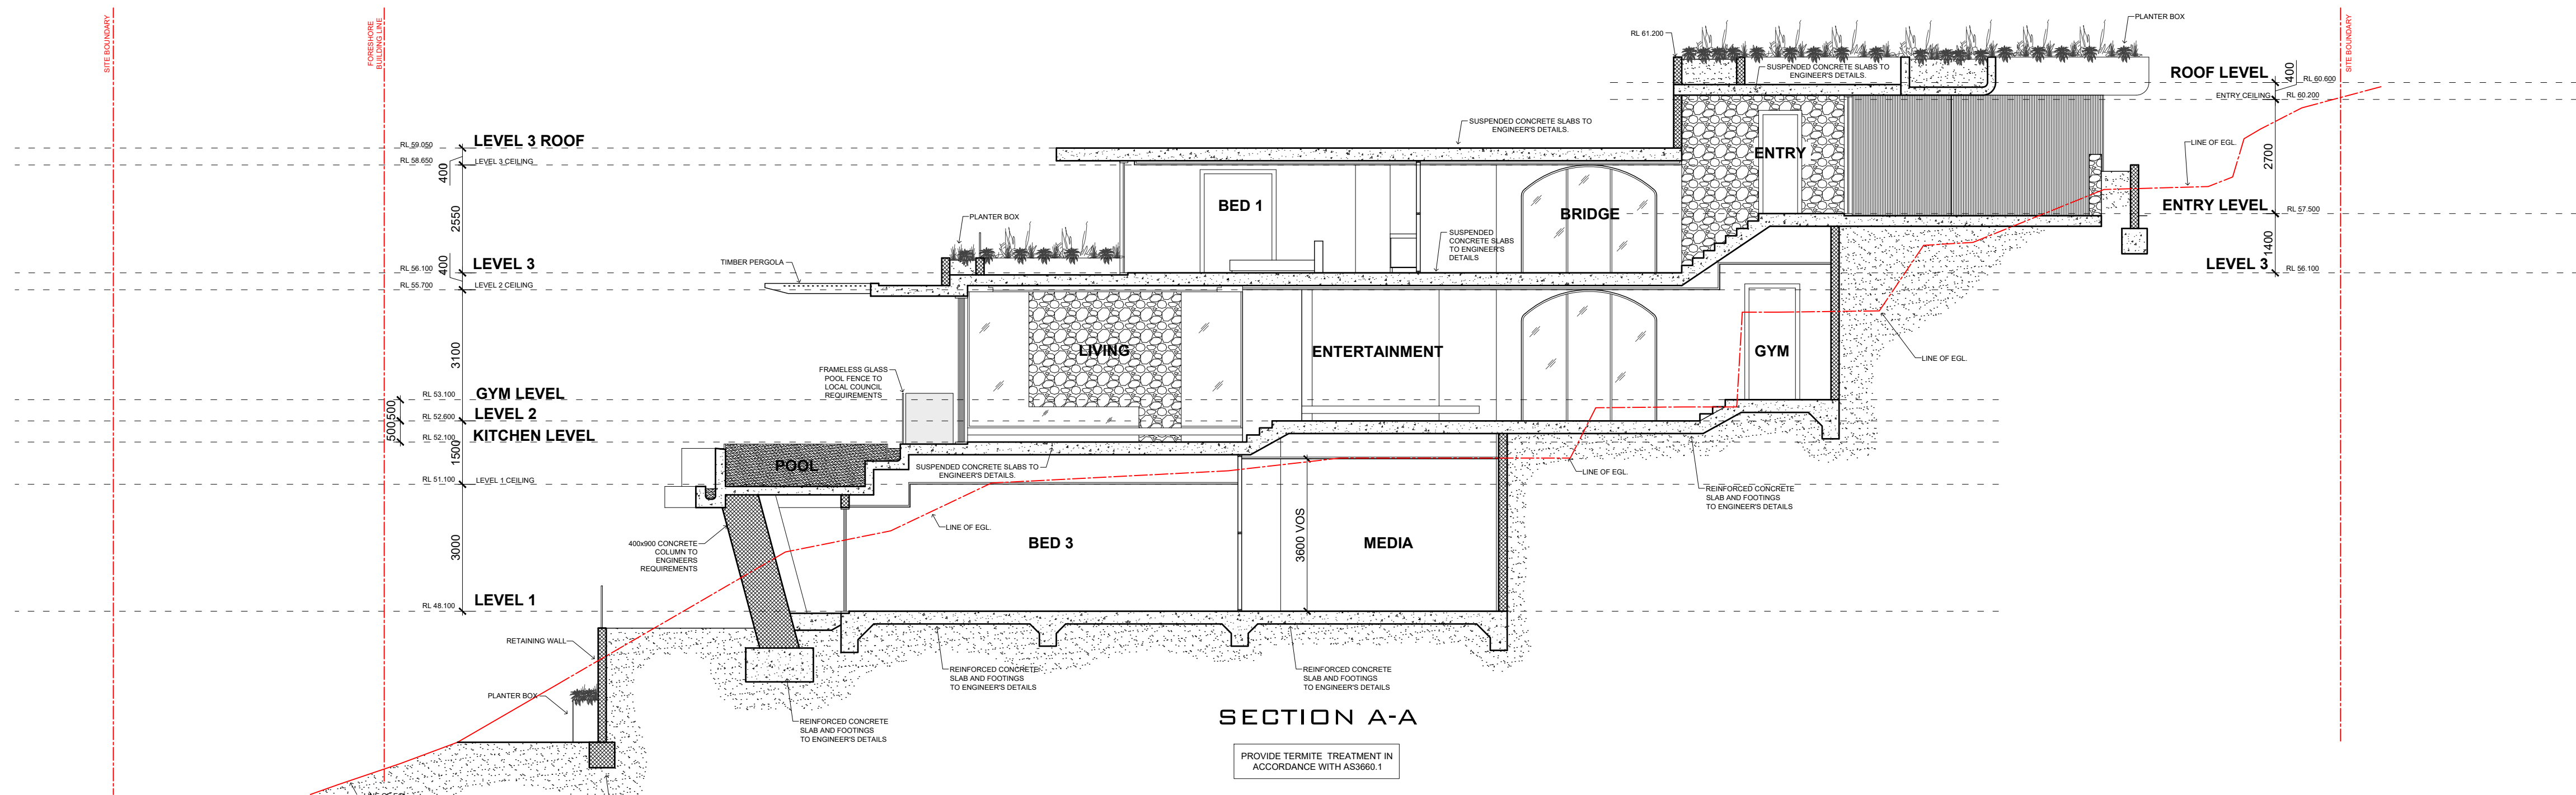 SITE BOUNDARY
FORESHORE
BUILDING LINE
RL 59.050
LEVEL 3 ROOF
RL 58.650
LEVEL 3 CEILING
400
2550
400
RL 56.100
LEVEL 3
RL 55.700
LEVEL 2 CEILING
3100
RL 53.100
GYM LEVEL
500
RL 52.600
LEVEL 2
500
RL 52.100
KITCHEN LEVEL
1500
RL 51.100
LEVEL 1 CEILING
3000
RL 48.100
LEVEL 1
RETAINING WALL
PLANTER BOX
TIMBER PERGOLA
PLANTER BOX
FRAMELESS GLASS
POOL FENCE TO
LOCAL COUNCIL
REQUIREMENTS
POOL
400x900 CONCRETE
COLUMN TO
ENGINEERS
REQUIREMENTS
SUSPENDED CONCRETE SLABS TO
ENGINEER'S DETAILS.
LINE OF EGL.
LIVING
BED 3
REINFORCED CONCRETE
SLAB AND FOOTINGS
TO ENGINEER'S DETAILS
REINFORCED CONCRETE
SLAB AND FOOTINGS
TO ENGINEER'S DETAILS
BED 1
ENTERTAINMENT
3600 VOS
MEDIA
REINFORCED CONCRETE
SLAB AND FOOTINGS
TO ENGINEER'S DETAILS
SUSPENDED CONCRETE SLABS TO
ENGINEER'S DETAILS.
SUSPENDED
CONCRETE SLABS
TO ENGINEER'S
DETAILS
BRIDGE
LINE OF EGL.
REINFORCED CONCRETE
SLAB AND FOOTINGS
TO ENGINEER'S DETAILS
GYM
LINE OF EGL.
RL 61.200
SUSPENDED CONCRETE SLABS TO
ENGINEER'S DETAILS.
ENTRY
PLANTER BOX
LINE OF EGL.
ROOF LEVEL
400
RL 60.600
ENTRY CEILING
RL 60.200
2700
ENTRY LEVEL
RL 57.500
1400
LEVEL 3
RL 56.100
SITE BOUNDARY
SECTION A-A
PROVIDE TERMITE TREATMENT IN
ACCORDANCE WITH AS3660.1